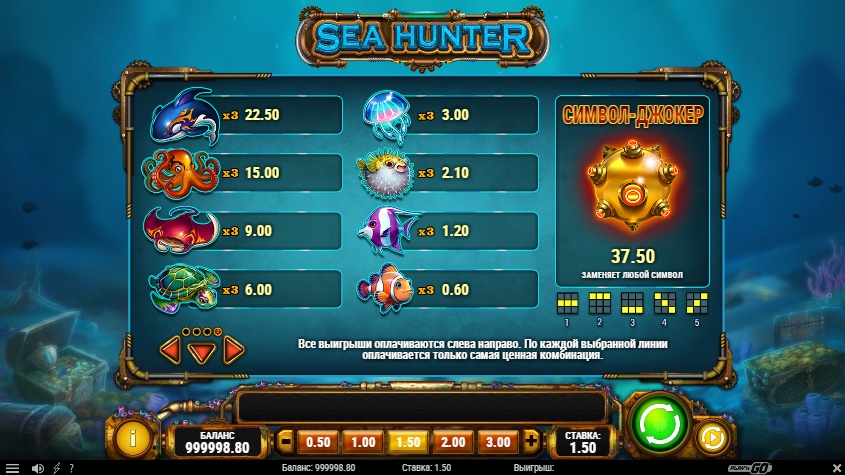 SEA HUNTER
x3 22.50
x3 3.00
СИМВОЛ-ДЖОКЕР
x3 15.00
x3 2.10
x3 9.00
x3 1.20
37.50
ЗАМЕНЯЕТ ЛЮБОЙ СИМВОЛ
x3 6.00
x3 0.60
1 2 3 4 5
Все выигрыши оплачиваются слева направо. По каждой выбранной линии
оплачивается только самая ценная комбинация.
i
БАЛАНС
999998.80
- 0.50 1.00 1.50 2.00 3.00 +
СТАВКА:
1.50
? Баланс: 999998.80 Ставка: 1.50 Выигрыш: PLAY'N GO